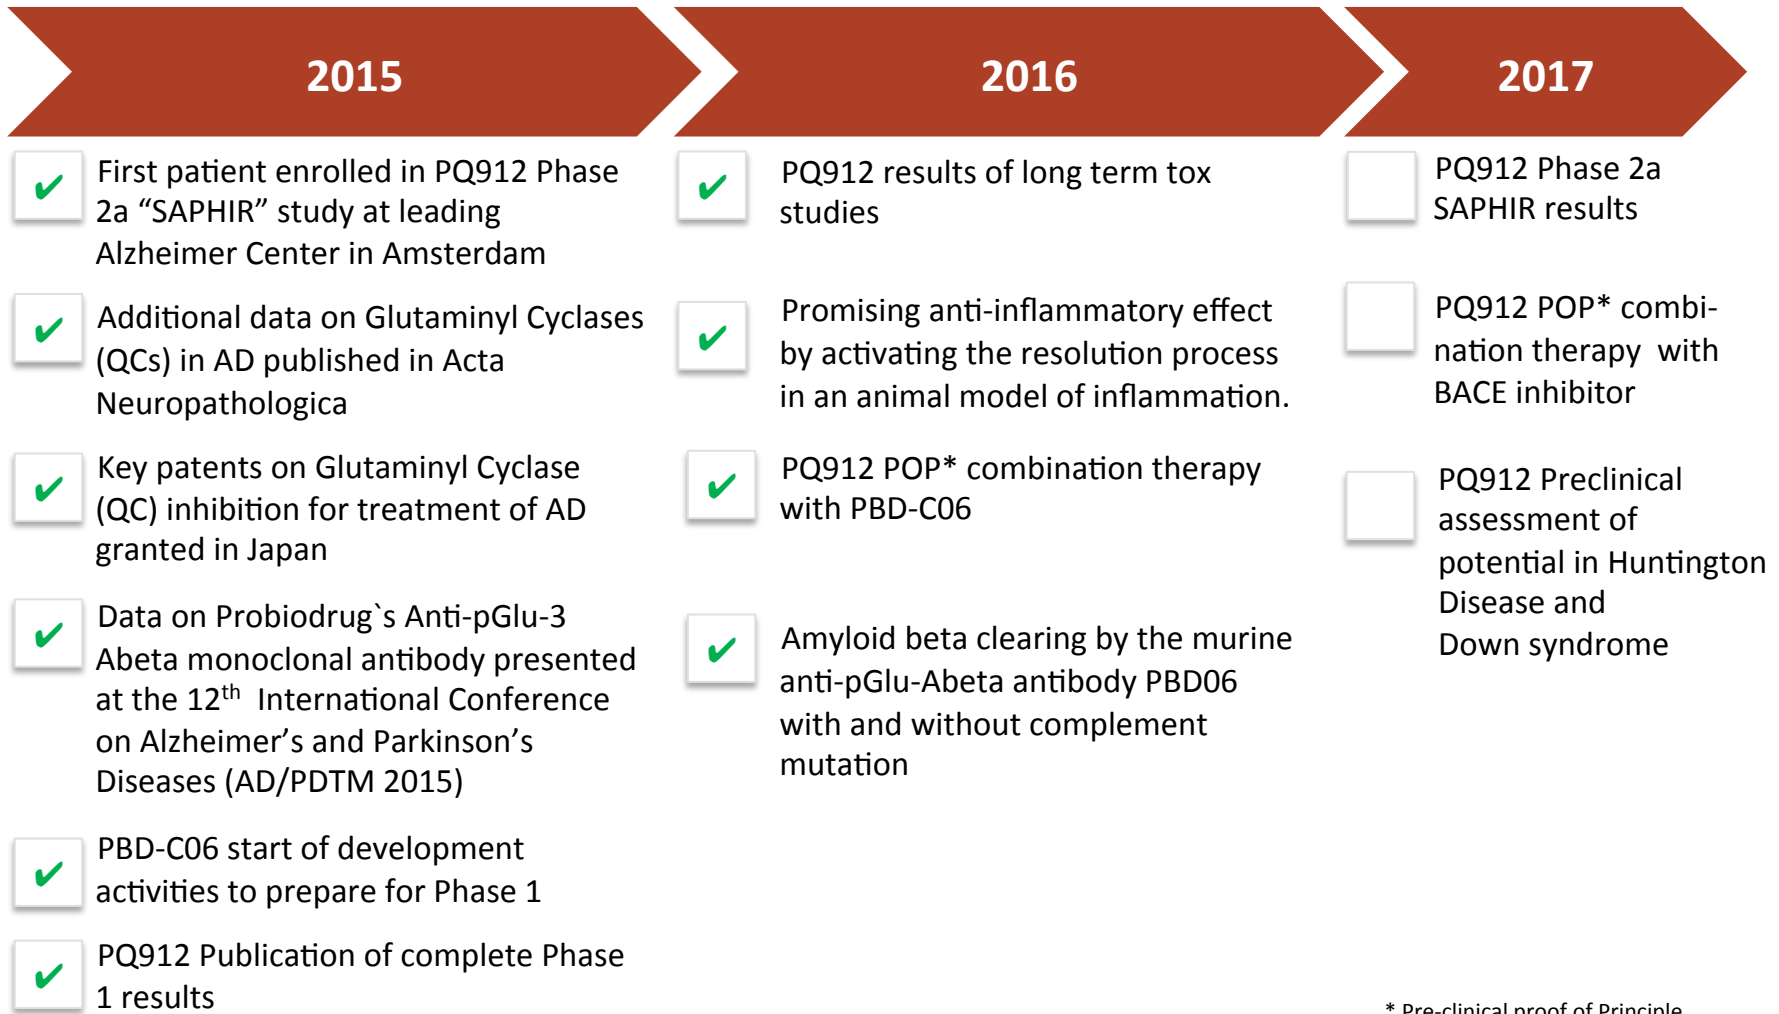 2015
First patient enrolled in PQ912 Phase
2a “SAPHIR” study at leading
Alzheimer Center in Amsterdam
Additional data on Glutaminyl Cyclases
(QCs) in AD published in Acta
Neuropathologica
Key patents on Glutaminyl Cyclase
(QC) inhibition for treatment of AD
granted in Japan
Data on Probiodrug`s Anti-pGlu-3
Abeta monoclonal antibody presented
at the 12th International Conference
on Alzheimer’s and Parkinson’s
Diseases (AD/PDTM 2015)
PBD-C06 start of development
activities to prepare for Phase 1
PQ912 Publication of complete Phase
1 results
2016
PQ912 results of long term tox
studies
Promising anti-inflammatory effect
by activating the resolution process
in an animal model of inflammation.
PQ912 POP* combination therapy
with PBD-C06
Amyloid beta clearing by the murine
anti-pGlu-Abeta antibody PBD06
with and without complement
mutation
2017
PQ912 Phase 2a
SAPHIR results
PQ912 POP* combi-
nation therapy with
BACE inhibitor
PQ912 Preclinical
assessment of
potential in Huntington
Disease and
Down syndrome
* Pre-clinical proof of Principle